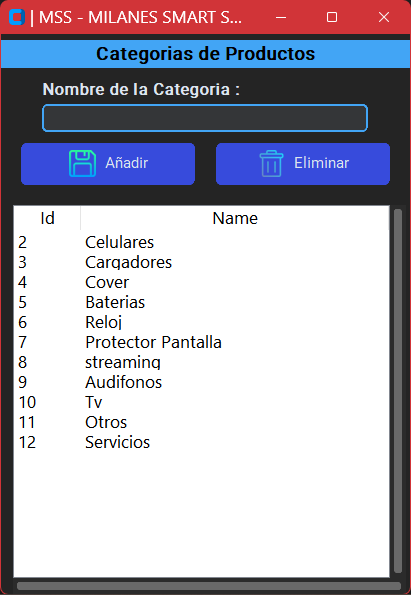 | MSS - MILANES SMART S...
Categorias de Productos
Nombre de la Categoria :
Añadir Eliminar
Id Name
2 Celulares
3 Cargadores
4 Cover
5 Baterias
6 Reloj
7 Protector Pantalla
8 streaming
9 Audifonos
10 Tv
11 Otros
12 Servicios